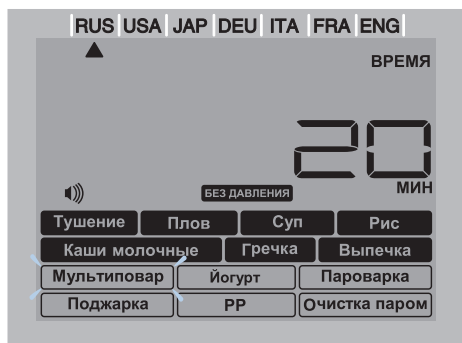 RUS USA JAP DEU ITA FRA ENG
ВРЕМЯ
20
БЕЗ ДАВЛЕНИЯ МИН
Тушение Плов Суп Рис
Каши молочные Гречка Выпечка
Мультиповар Йогурт Пароварка
Поджарка PP Очистка паром